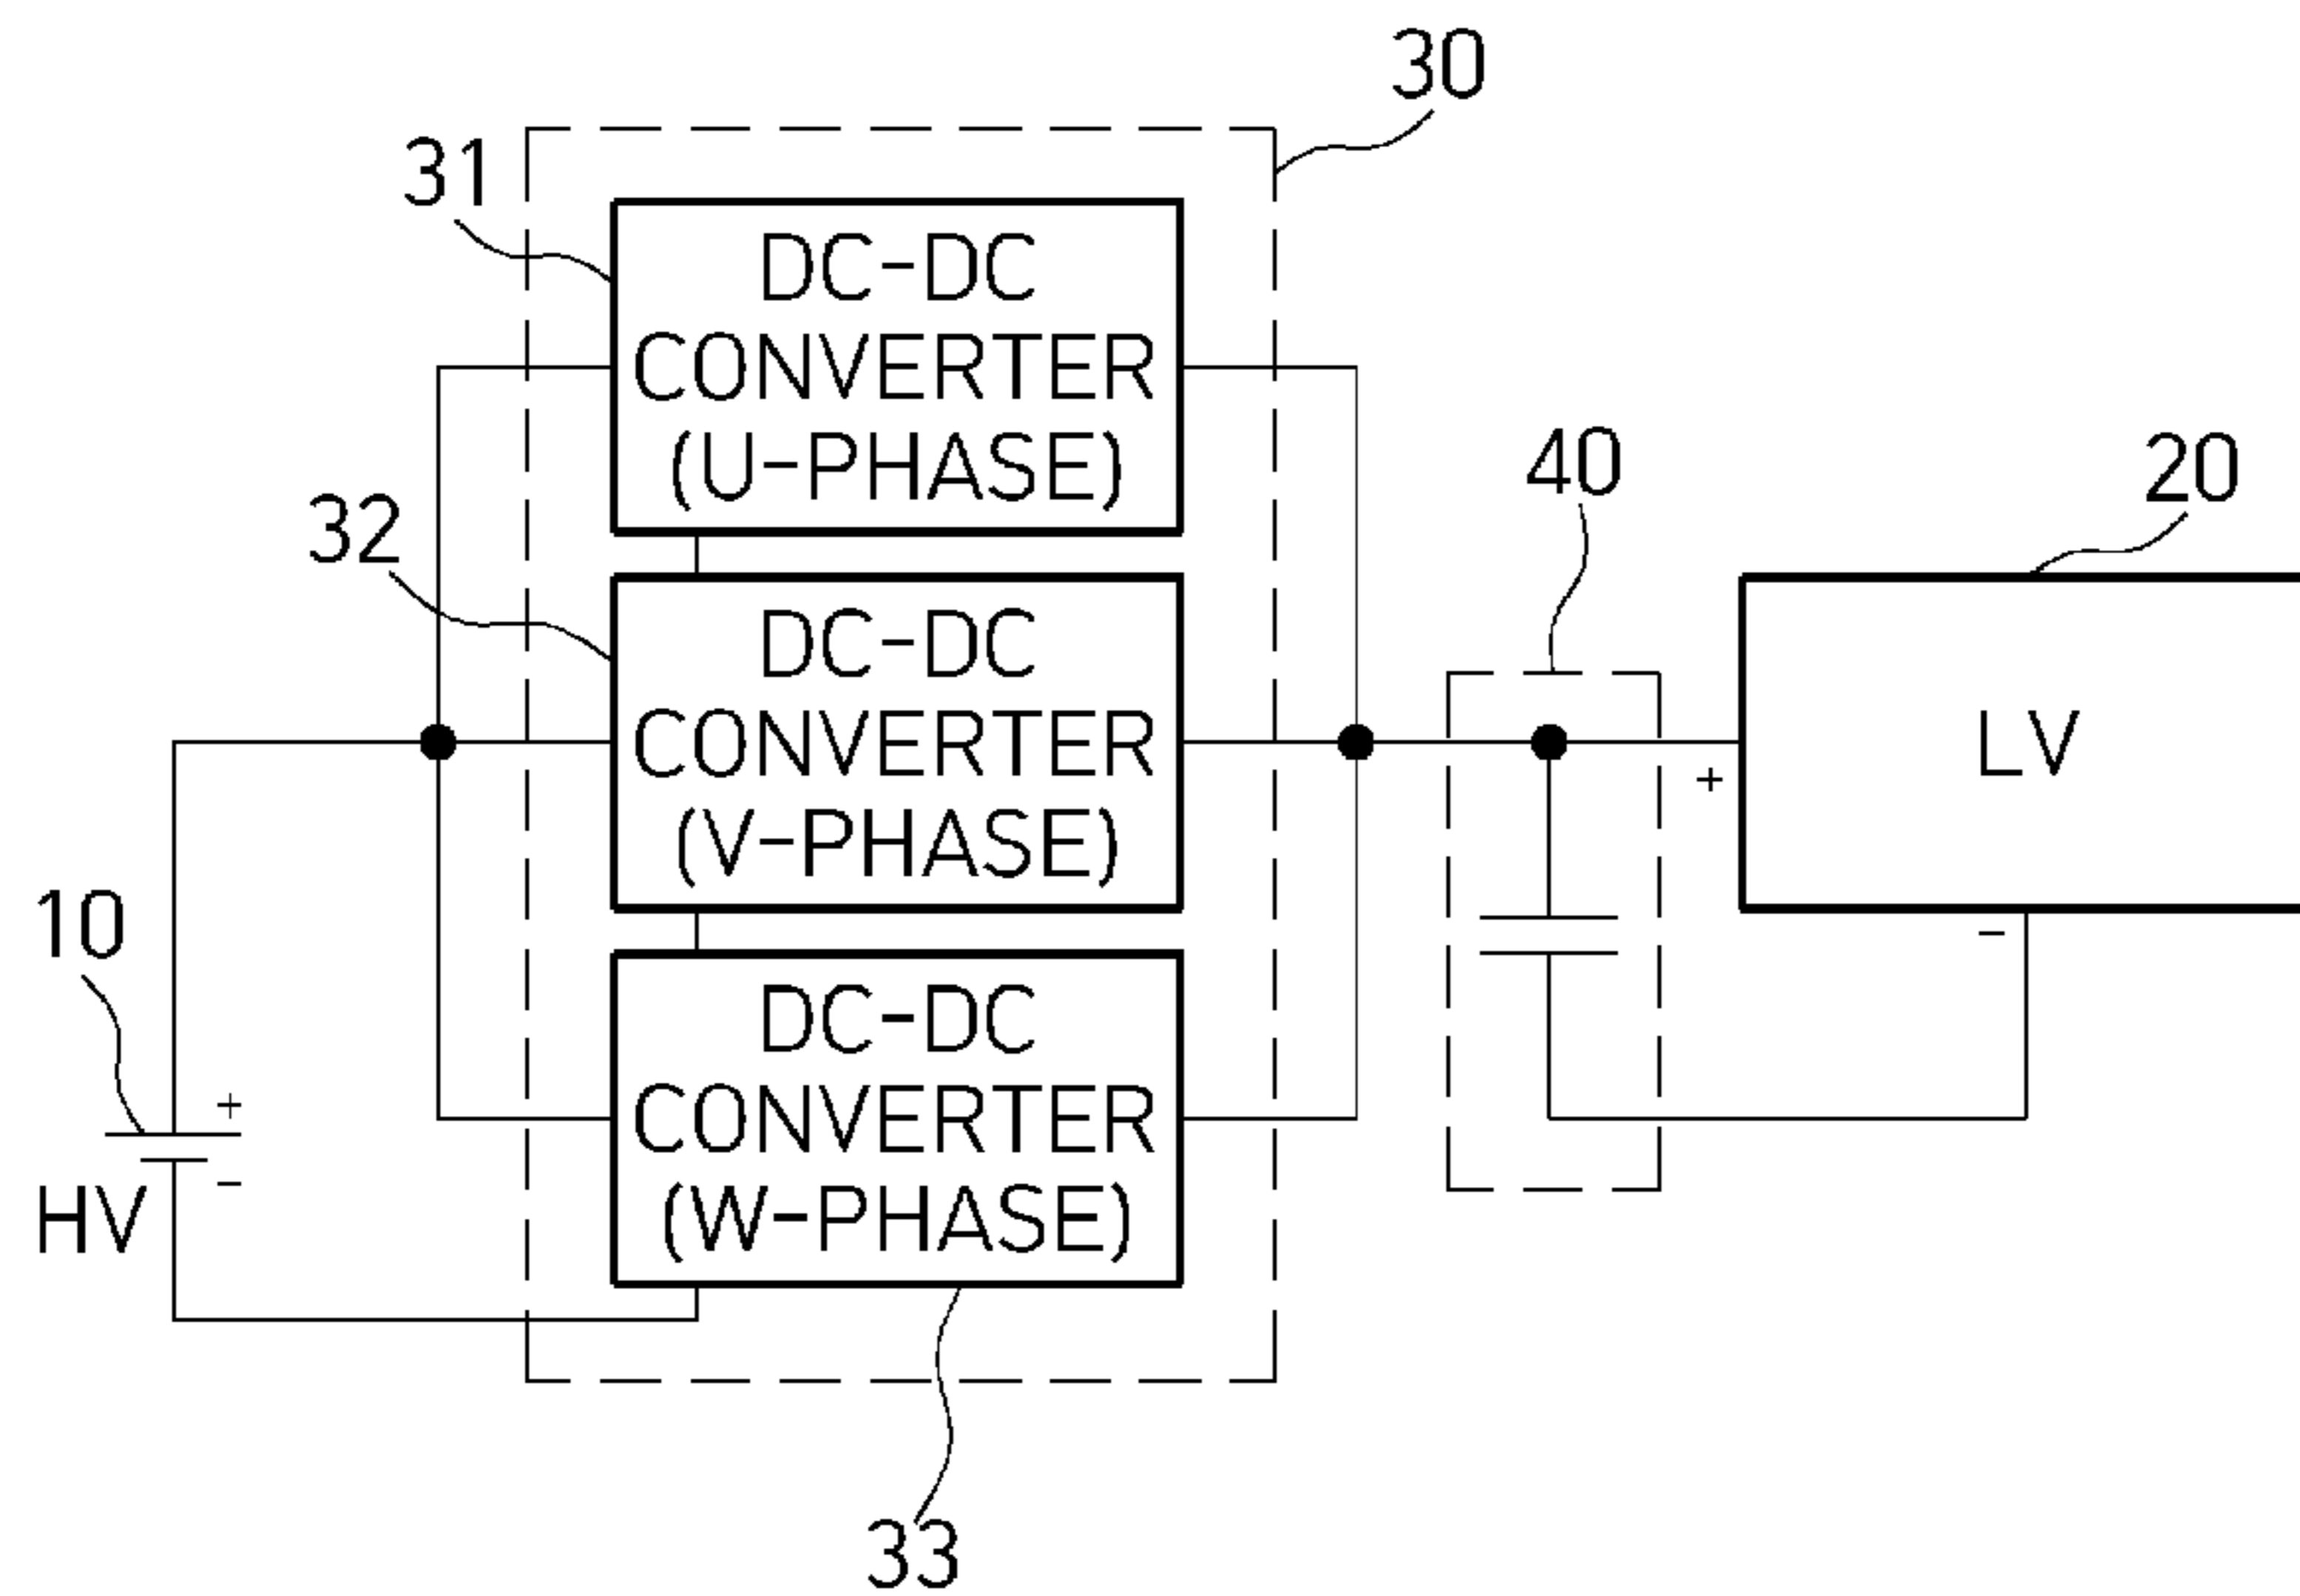 30
31
DC-DC
CONVERTER
(U-PHASE)
32
40
20
DC-DC
CONVERTER
(V-PHASE)
+
LV
-
10
DC-DC
CONVERTER
(W-PHASE)
+
-
HV
33